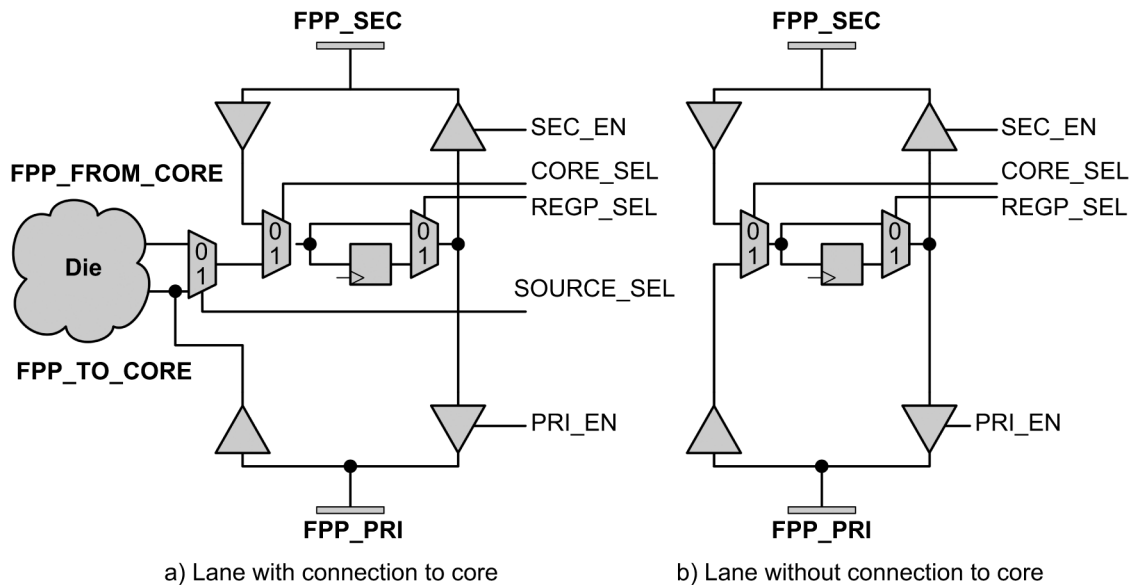 FPP_SEC
SEC_EN
FPP_FROM_CORE
CORE_SEL
REGP_SEL
0
1
0
1
0
1
Die
SOURCE_SEL
FPP_TO_CORE
PRI_EN
FPP_PRI
a) Lane with connection to core
FPP_SEC
SEC_EN
CORE_SEL
REGP_SEL
0
1
0
1
PRI_EN
FPP_PRI
b) Lane without connection to core